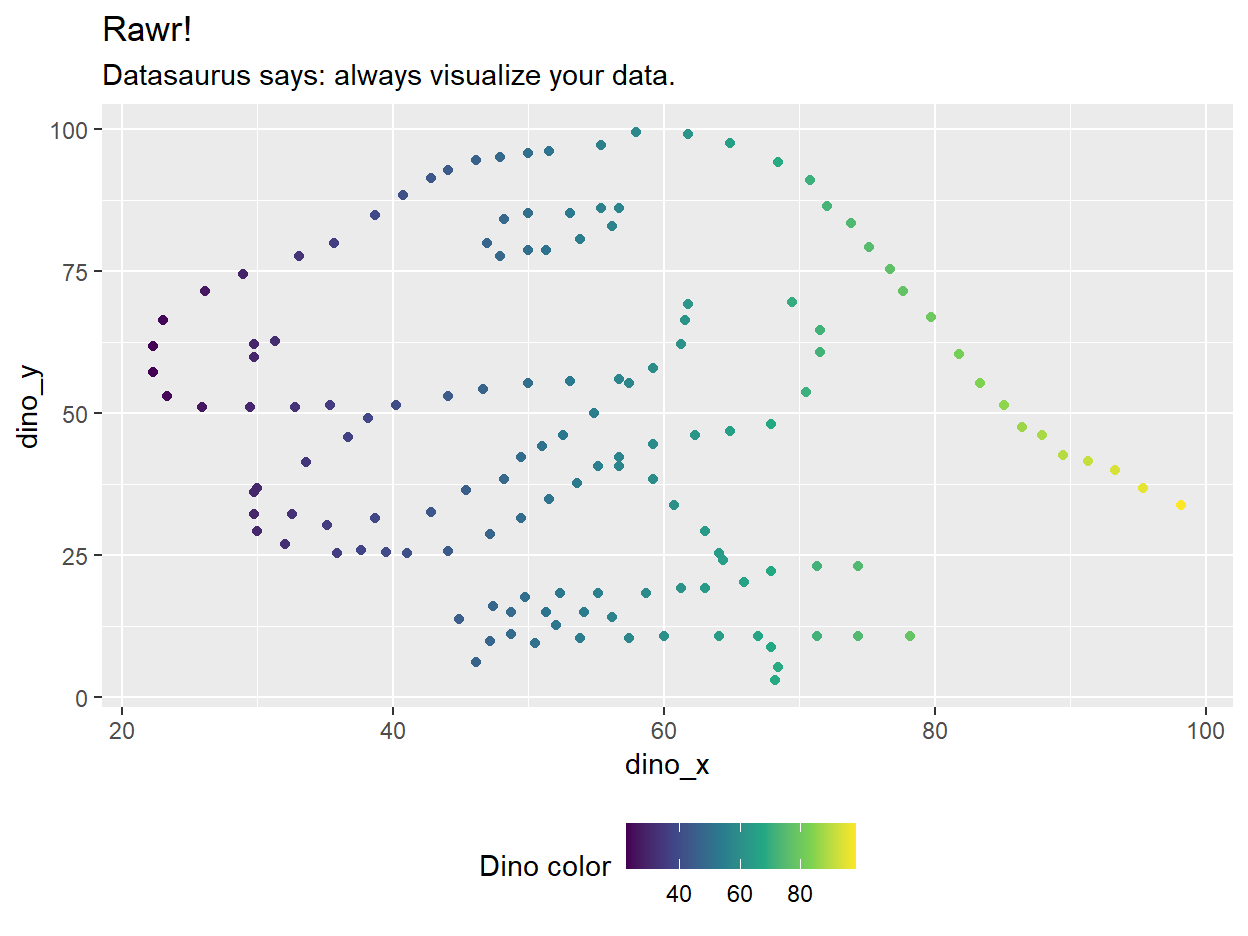 Rawr!
Datasaurus says: always visualize your data.
100
75
50
25
0
dino_y
20 40 60 80 100
dino_x
Dino color
40 60 80